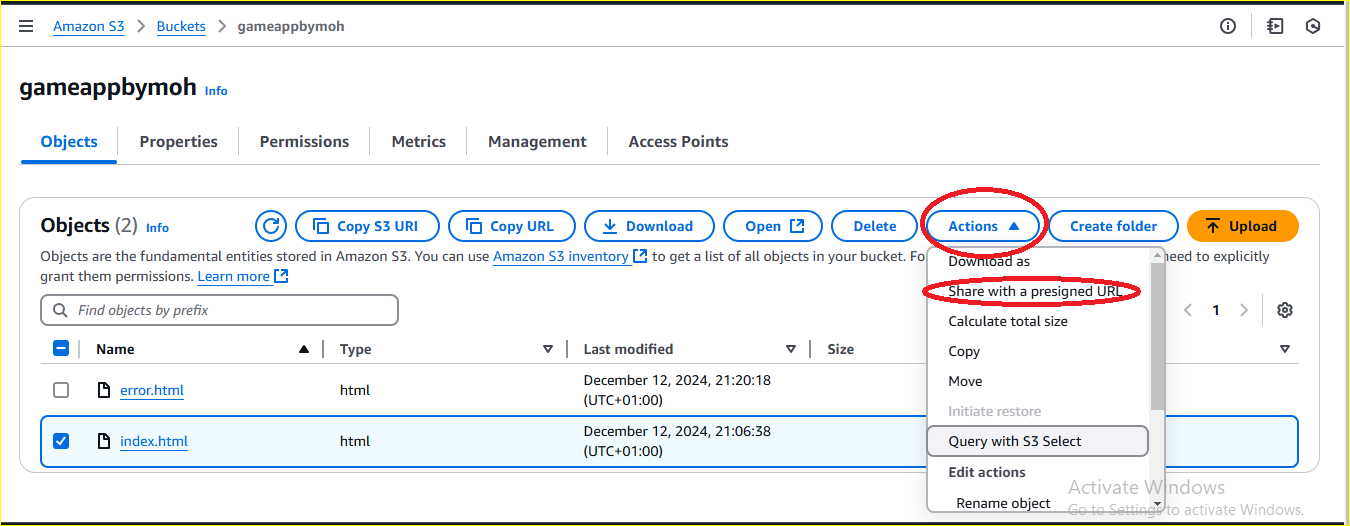 Amazon S3 > Buckets > gameappbymoh
gameappbymoh Info
Objects Properties Permissions Metrics Management Access Points
Objects (2) Info Copy S3 URI Copy URL Download Open Delete Actions Create folder Upload
Objects are the fundamental entities stored in Amazon S3. You can use Amazon S3 inventory to get a list of all objects in your bucket. Fo need to explicitly
grant them permissions. Learn more
Find objects by prefix
1
Name Type Last modified Size
error.html html December 12, 2024, 21:20:18
(UTC+01:00)
index.html html December 12, 2024, 21:06:38
(UTC+01:00)
Download as
Share with a presigned URL
Calculate total size
Copy
Move
Initiate restore
Query with S3 Select
Edit actions
Rename object
Activate Windows
Go to Settings to activate Windows.